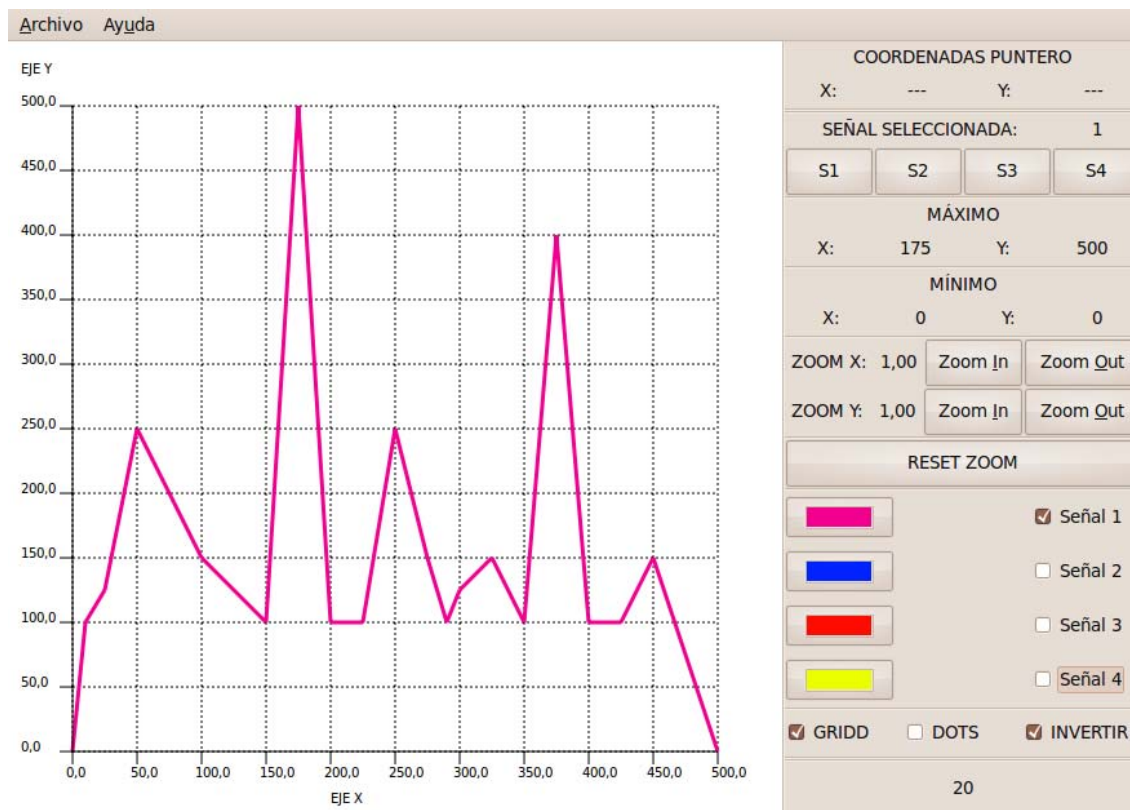 Archivo Ayuda
EJE Y
500,0
450,0
400,0
350,0
300,0
250,0
200,0
150,0
100,0
50,0
0,0
0,0 50,0 100,0 150,0 200,0 250,0 300,0 350,0 400,0 450,0 500,0
EJE X
COORDENADAS PUNTERO
X: --- Y: ---
SEÑAL SELECCIONADA: 1
S1 S2 S3 S4
MÁXIMO
X: 175 Y: 500
MÍNIMO
X: 0 Y: 0
ZOOM X: 1,00 Zoom In Zoom Out
ZOOM Y: 1,00 Zoom In Zoom Out
RESET ZOOM
Señal 1
Señal 2
Señal 3
Señal 4
GRIDD DOTS INVERTIR
20